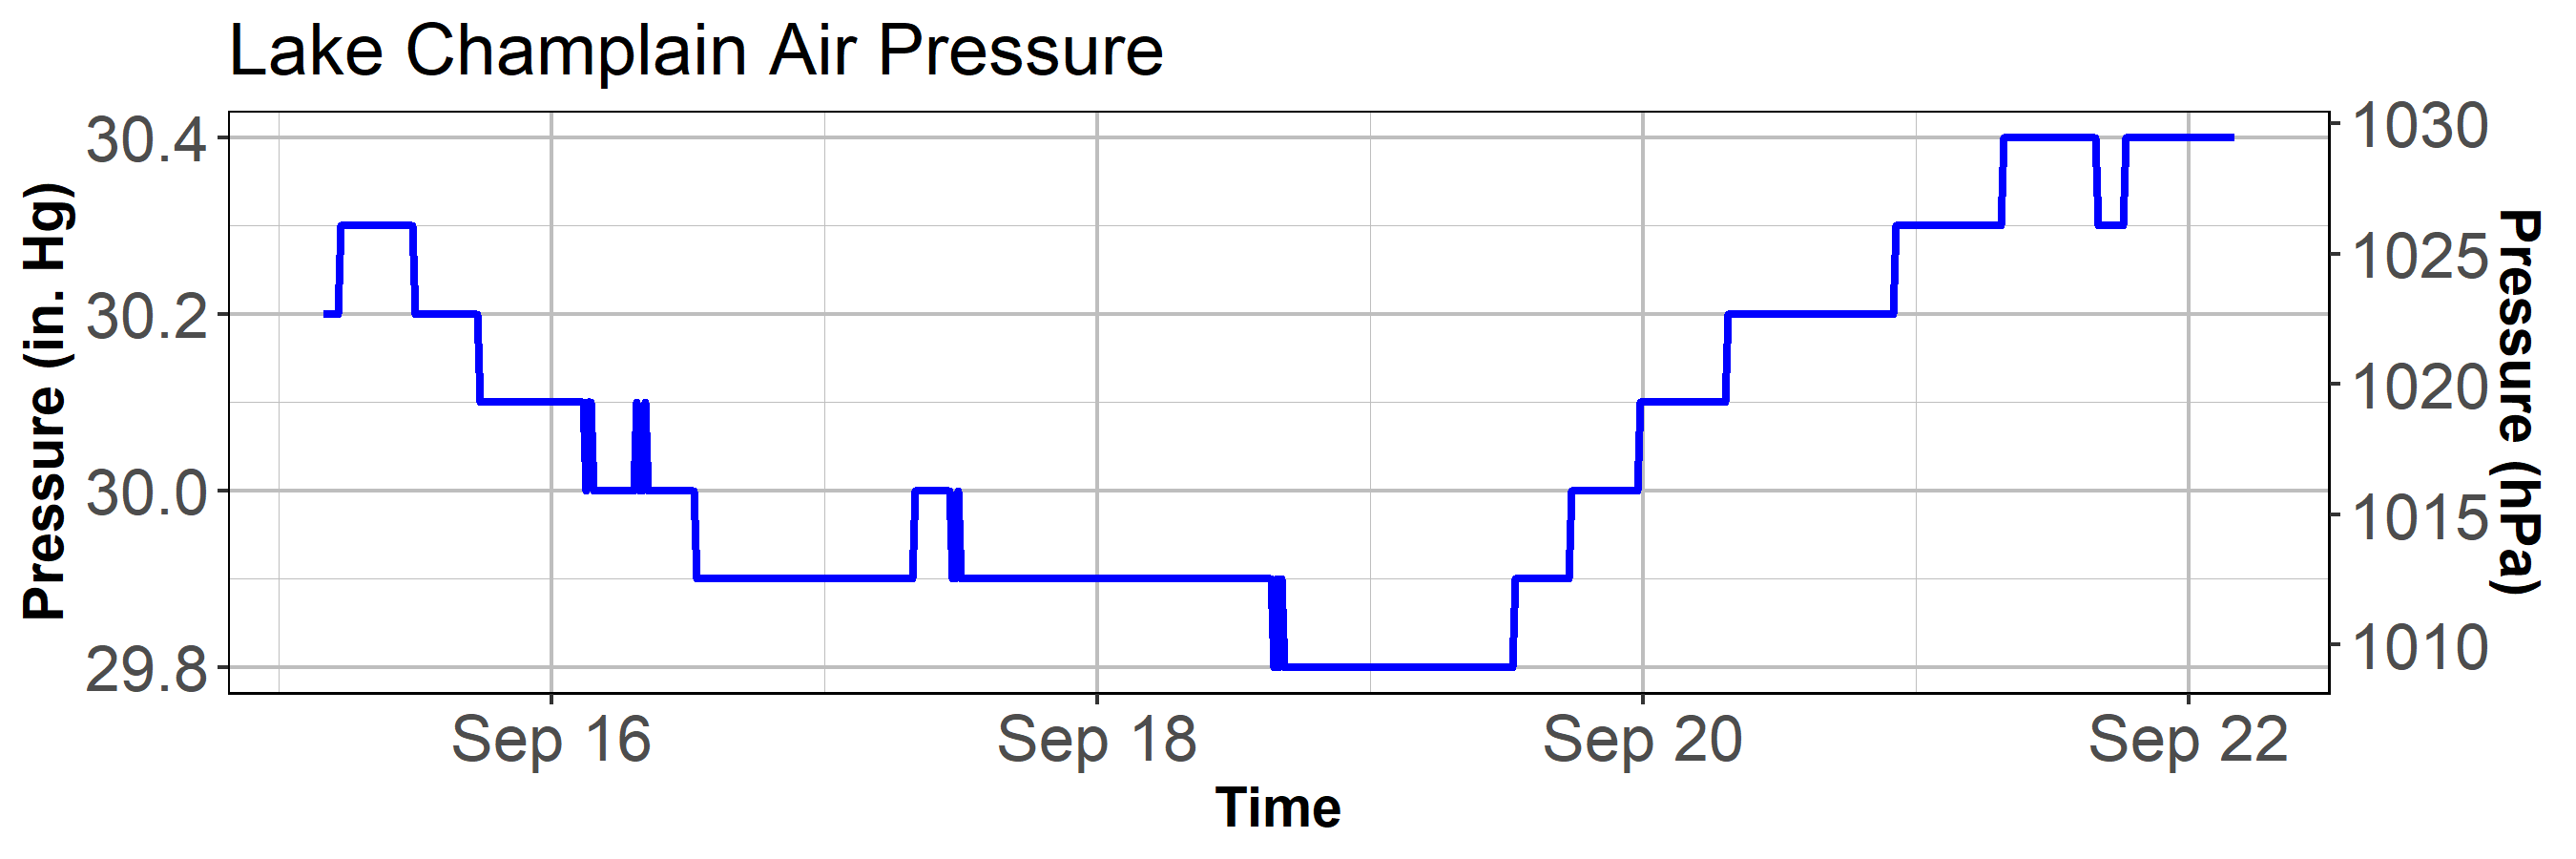 Lake Champlain Air Pressure
Pressure (in. Hg)
30.4
30.2
30.0
29.8
1030
1025
1020
1015
1010
Pressure (hPa)
Sep 16 Sep 18 Sep 20 Sep 22
Time